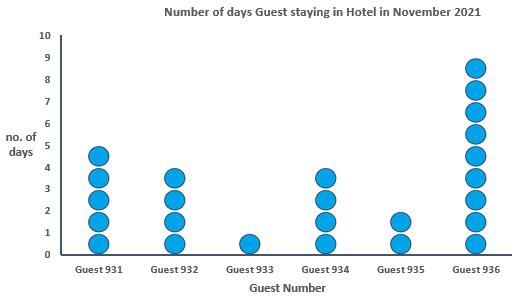 Number of days Guest staying in Hotel in November 2021
10
9
8
7
6
5
4
3
2
1
0
no. of
days
Guest 931 Guest 932 Guest 933 Guest 934 Guest 935 Guest 936
Guest Number